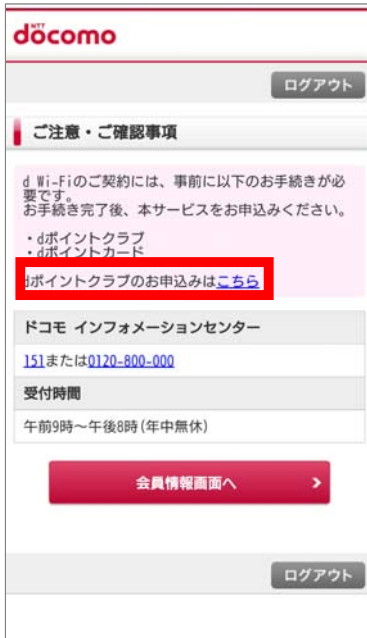 NTT
döcomo
ログアウト
ご注意・ご確認事項
d Wi-Fiのご契約には、事前に以下のお手続きが必
要です。
お手続き完了後、本サービスをお申込みください。
・dポイントクラブ
・dポイントカード
dポイントクラブのお申込みはこちら
ドコモ インフォメーションセンター
151または0120-800-000
受付時間
午前9時～午後8時(年中無休)
会員情報画面へ
ログアウト